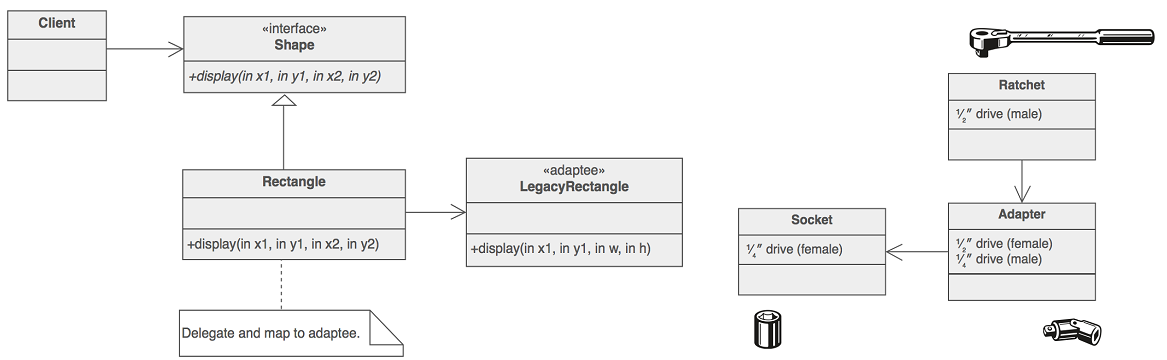 Client
«interface»
Shape
+display(in x1, in y1, in x2, in y2)
Rectangle
+display(in x1, in y1, in x2, in y2)
Delegate and map to adaptee.
«adaptee»
LegacyRectangle
+display(in x1, in y1, in w, in h)
Ratchet
½″ drive (male)
Socket
¼″ drive (female)
Adapter
½″ drive (female)
¼″ drive (male)